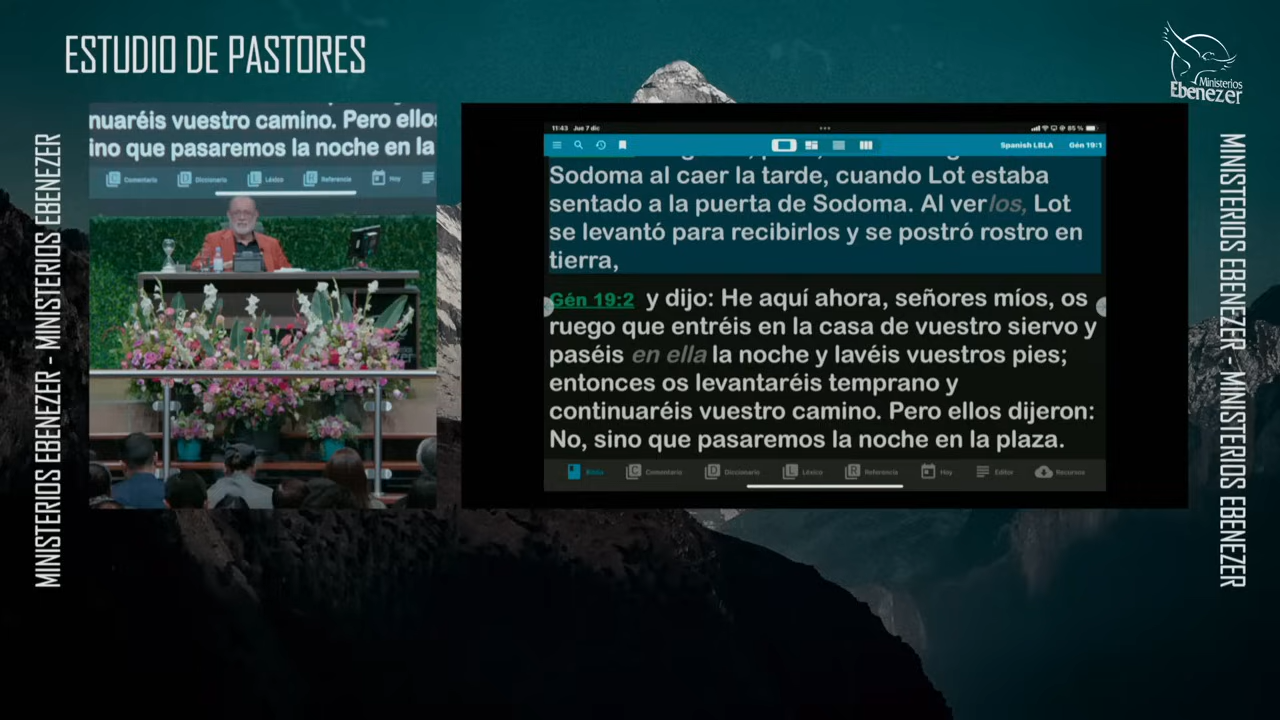 ESTUDIO DE PASTORES
Ministerios
Ebenezer
MINISTERIOS EBENEZER - MINISTERIOS EBENEZER
nuaréis vuestro camino. Pero ellos
ino que pasaremos la noche en la
Comentario Diccionario Léxico Referencia Hoy
11:43 Jue 7 dic
85 %
Spanish LBLA Gén 19:1
Sodoma al caer la tarde, cuando Lot estaba
sentado a la puerta de Sodoma. Al verlos, Lot
se levantó para recibirlos y se postró rostro en
tierra,
Gén 19:2 y dijo: He aquí ahora, señores míos, os
ruego que entréis en la casa de vuestro siervo y
paséis en ella la noche y lavéis vuestros pies;
entonces os levantaréis temprano y
continuaréis vuestro camino. Pero ellos dijeron:
No, sino que pasaremos la noche en la plaza.
Biblia Comentario Diccionario Léxico Referencia Hoy Editor Recursos
MINISTERIOS EBENEZER - MINISTERIOS EBENEZER